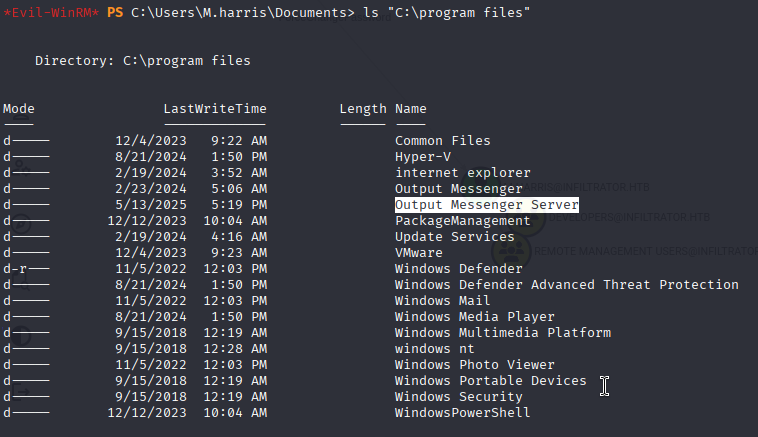 *Evil-WinRM* PS C:\Users\M.harris\Documents> ls "C:\program files"
Directory: C:\program files
Mode LastWriteTime Length Name
---- ------------- ------ ----
d----- 12/4/2023 9:22 AM Common Files
d----- 8/21/2024 1:50 PM Hyper-V
d----- 2/19/2024 3:52 AM internet explorer
d----- 2/23/2024 5:06 AM Output Messenger
HARRIS@INFILTRATOR.HTB
d----- 5/13/2025 5:19 PM Output Messenger Server
d----- 12/12/2023 10:04 AM PackageManagement
DEVELOPERS@INFILTRATOR.HTB
d----- 2/19/2024 4:16 AM Update Services
d----- 12/4/2023 9:23 AM VMware
REMOTE MANAGEMENT USERS@INFILTRATOR
d-r--- 11/5/2022 12:03 PM Windows Defender
d----- 8/21/2024 1:50 PM Windows Defender Advanced Threat Protection
d----- 11/5/2022 12:03 PM Windows Mail
d----- 8/21/2024 1:50 PM Windows Media Player
d----- 9/15/2018 12:19 AM Windows Multimedia Platform
d----- 9/15/2018 12:28 AM windows nt
d----- 11/5/2022 12:03 PM Windows Photo Viewer
d----- 9/15/2018 12:19 AM Windows Portable Devices
d----- 9/15/2018 12:19 AM Windows Security
d----- 12/12/2023 10:04 AM WindowsPowerShell